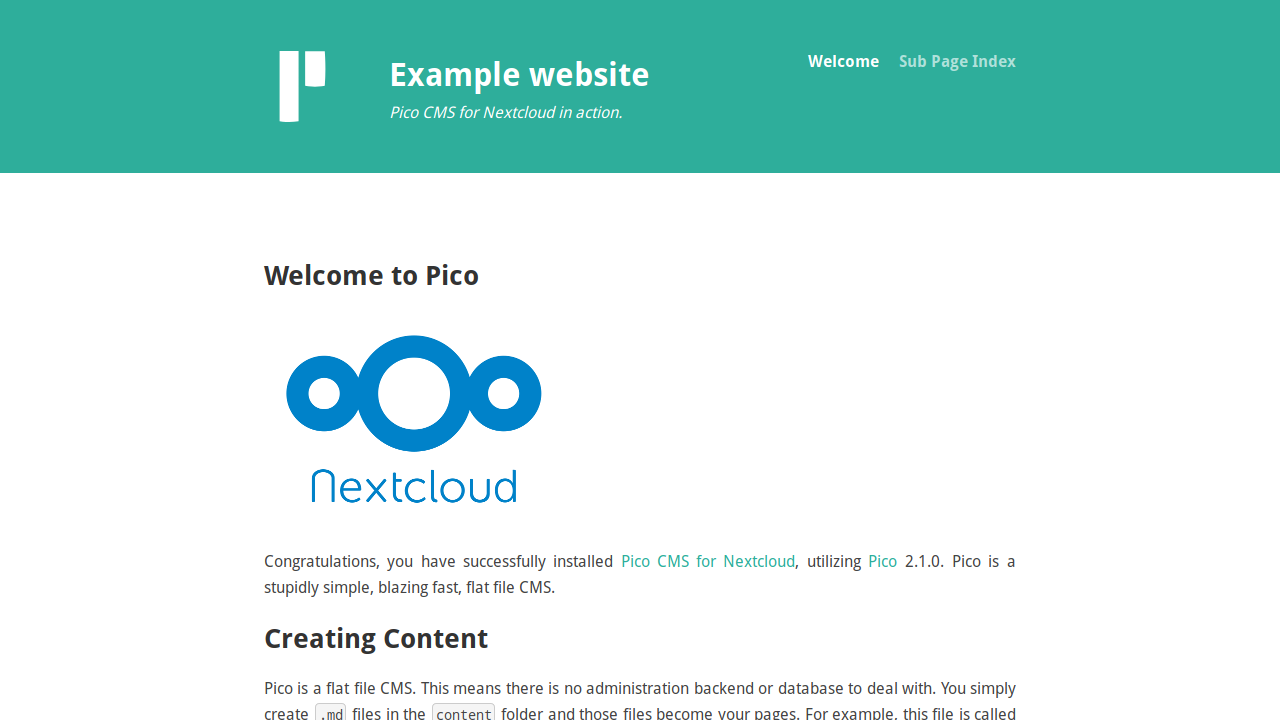 Example website
Pico CMS for Nextcloud in action.
Welcome
Sub Page Index
Welcome to Pico
Nextcloud
Congratulations, you have successfully installed Pico CMS for Nextcloud, utilizing Pico 2.1.0. Pico is a
stupidly simple, blazing fast, flat file CMS.
Creating Content
Pico is a flat file CMS. This means there is no administration backend or database to deal with. You simply
create .md files in the content folder and those files become your pages. For example, this file is called